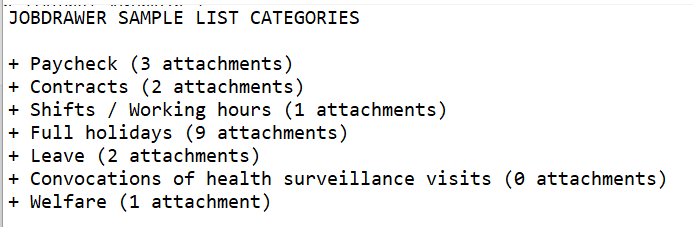 JOBDRAWER SAMPLE LIST CATEGORIES
+ Paycheck (3 attachments)
+ Contracts (2 attachments)
+ Shifts / Working hours (1 attachments)
+ Full holidays (9 attachments)
+ Leave (2 attachments)
+ Convocations of health surveillance visits (0 attachments)
+ Welfare (1 attachment)